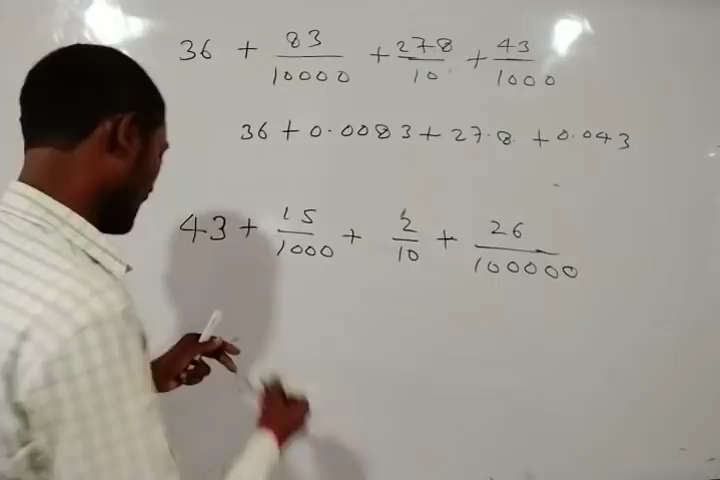 36 + 83/10000 + 278/10 + 43/1000
36 + 0.0083 + 27.8 + 0.043
43 + 15/1000 + 2/10 + 26/100000